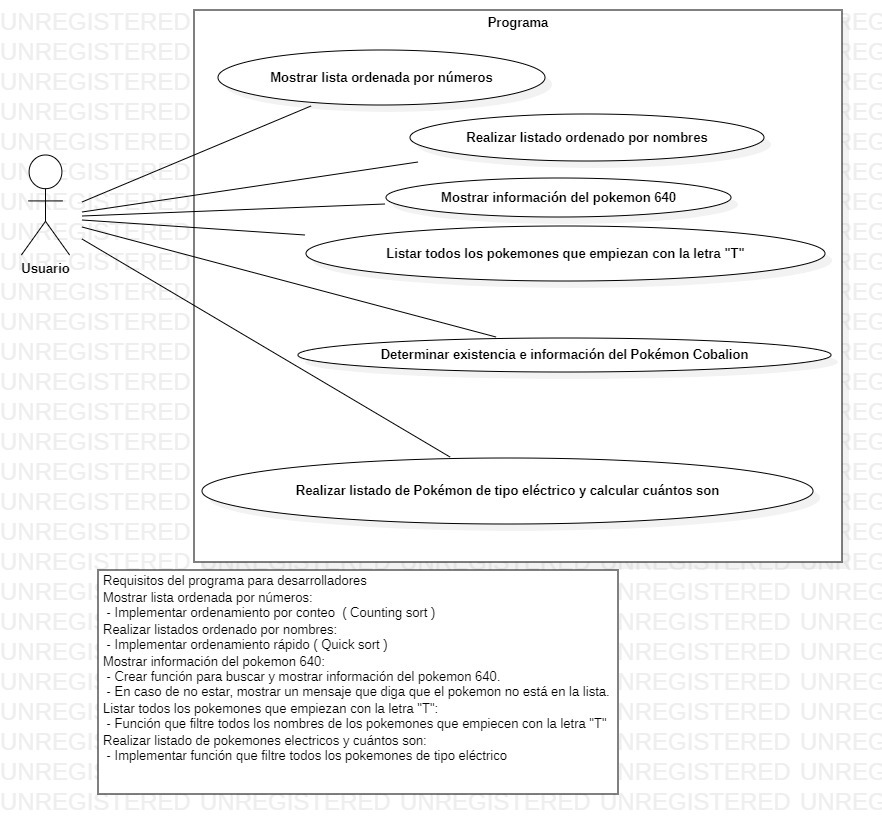 Programa
Mostrar lista ordenada por números
Realizar listado ordenado por nombres
Mostrar información del pokemon 640
Listar todos los pokemones que empiezan con la letra "T"
Usuario
Determinar existencia e información del Pokémon Cobalion
Realizar listado de Pokémon de tipo eléctrico y calcular cuántos son
Requisitos del programa para desarrolladores
Mostrar lista ordenada por números:
- Implementar ordenamiento por conteo ( Counting sort )
Realizar listados ordenado por nombres:
- Implementar ordenamiento rápido ( Quick sort )
Mostrar información del pokemon 640:
- Crear función para buscar y mostrar información del pokemon 640.
- En caso de no estar, mostrar un mensaje que diga que el pokemon no está en la lista.
Listar todos los pokemones que empiezan con la letra "T":
- Función que filtre todos los nombres de los pokemones que empiecen con la letra "T"
Realizar listado de pokemones electricos y cuántos son:
- Implementar función que filtre todos los pokemones de tipo eléctrico
UNREGISTERED UNREGISTERED UNREGISTERED UNREGISTERED UNREG